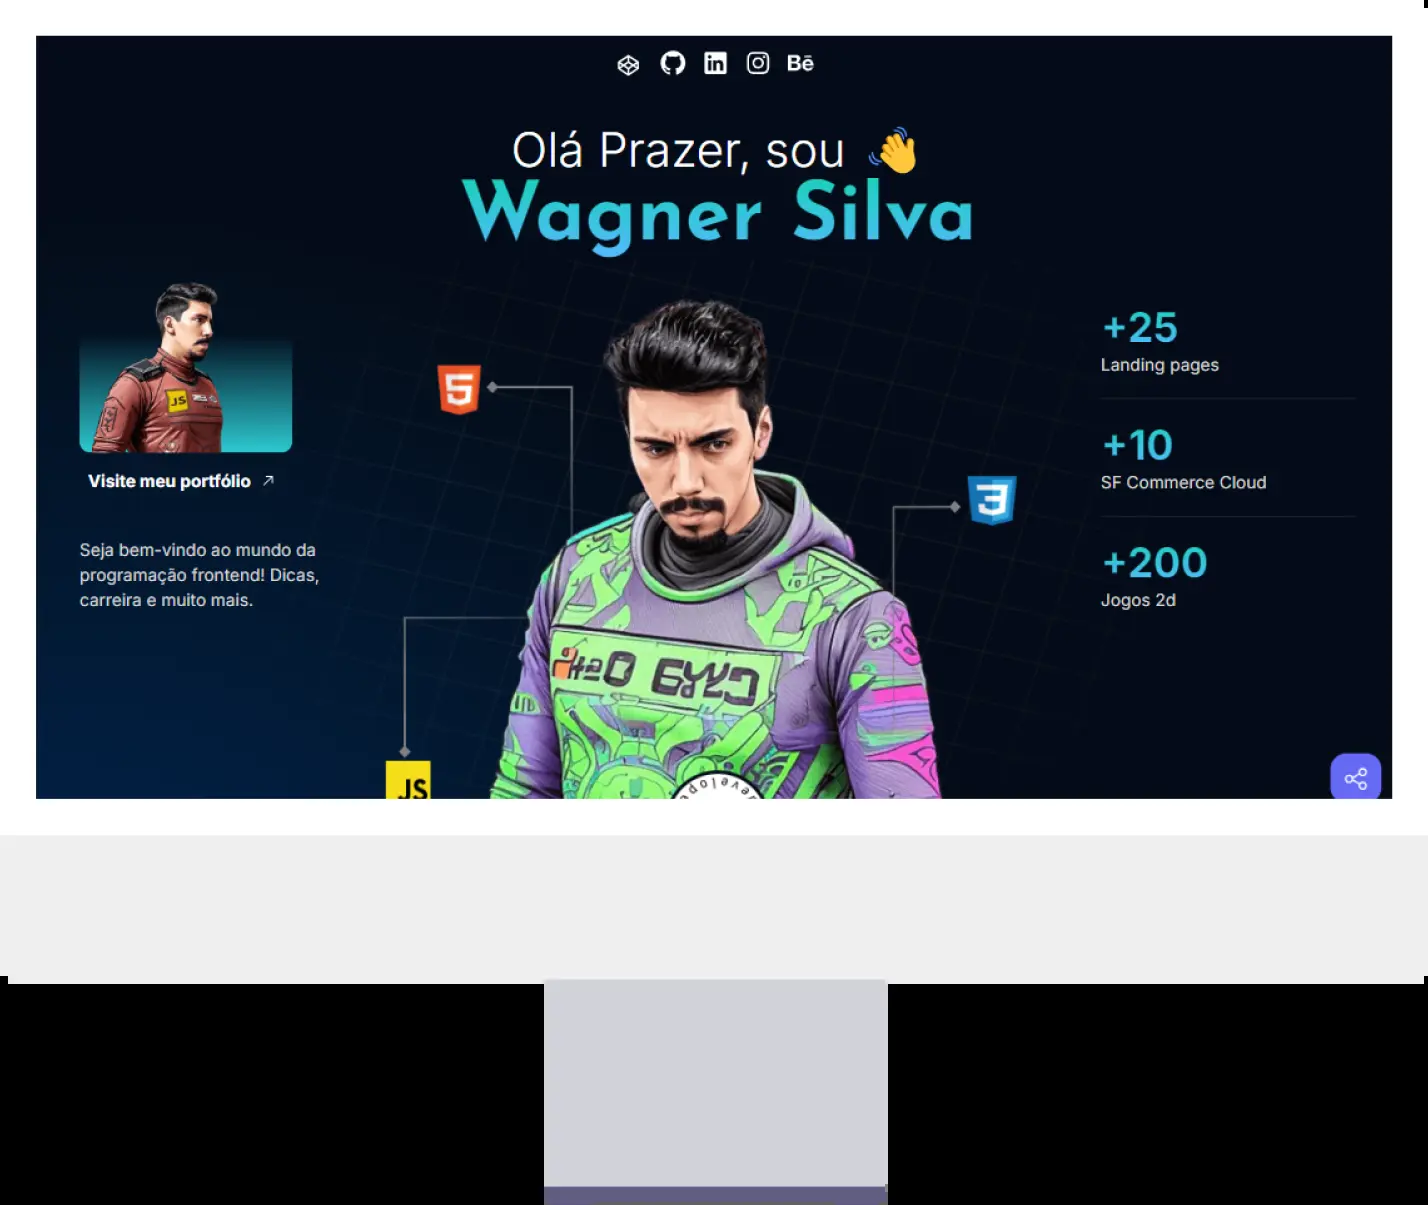 Bē
Olá Prazer, sou
Wagner Silva
JS
Visite meu portfólio
Seja bem-vindo ao mundo da
programação frontend! Dicas,
carreira e muito mais.
5
3
+25
Landing pages
+10
SF Commerce Cloud
+200
Jogos 2d
JS